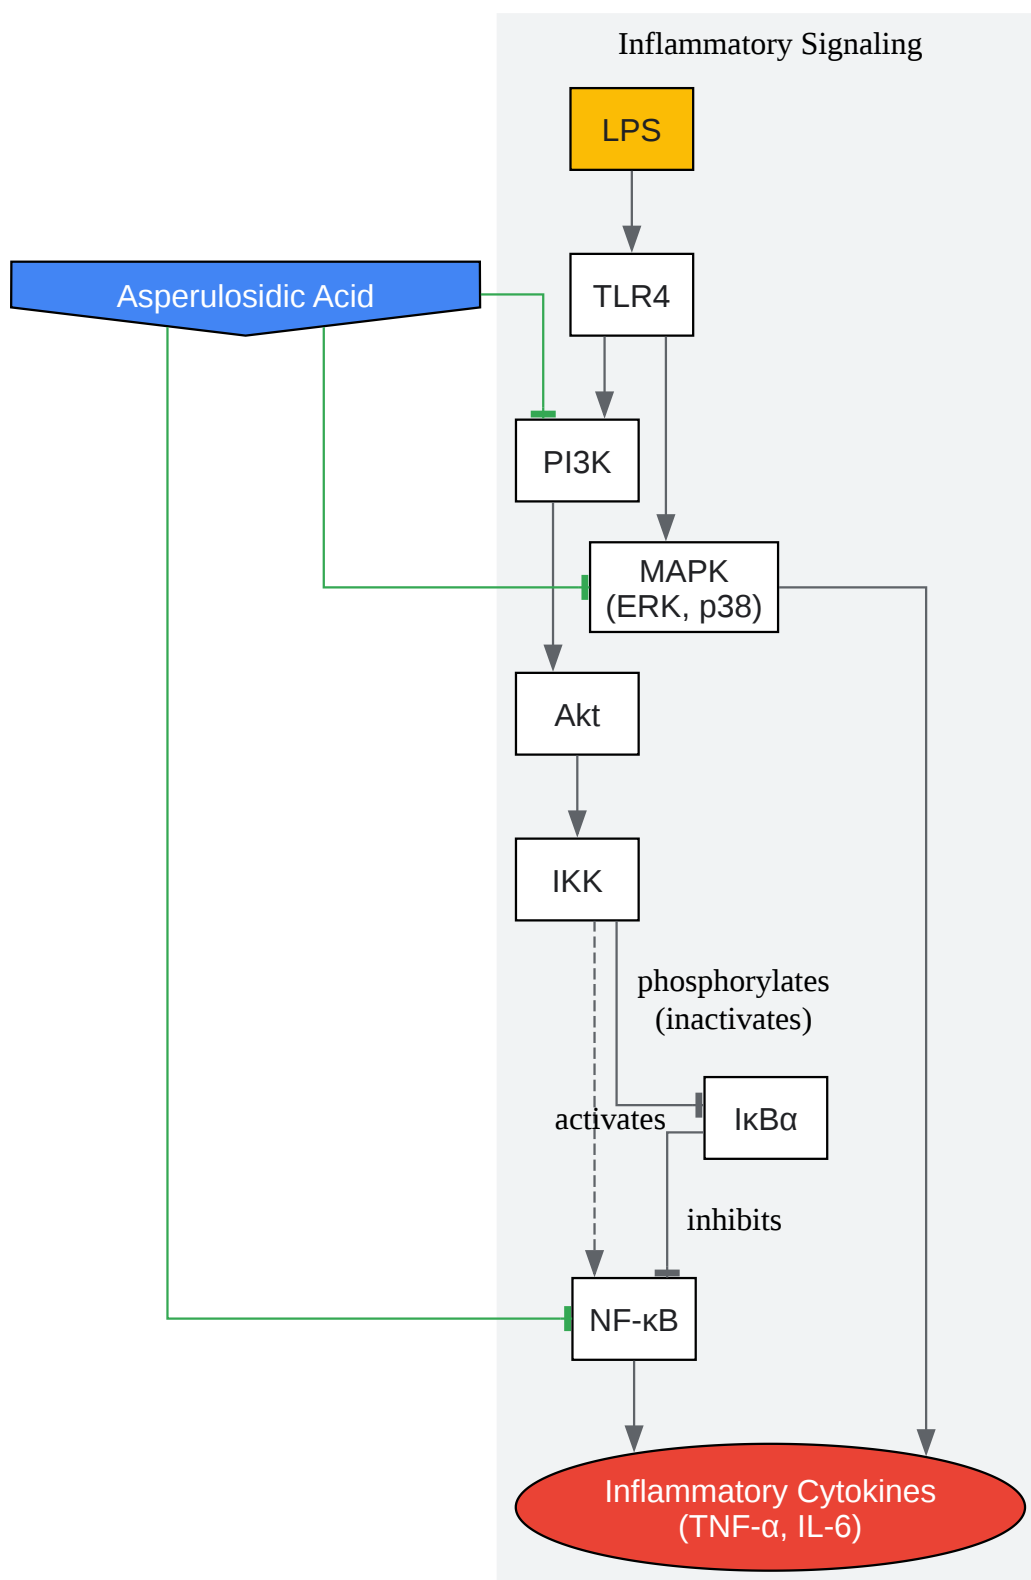 Inflammatory Signaling
LPS
Asperulosidic Acid
TLR4
PI3K
MAPK
(ERK, p38)
Akt
IKK
phosphorylates
(inactivates)
activates
IκBα
inhibits
NF-κB
Inflammatory Cytokines
(TNF-α, IL-6)